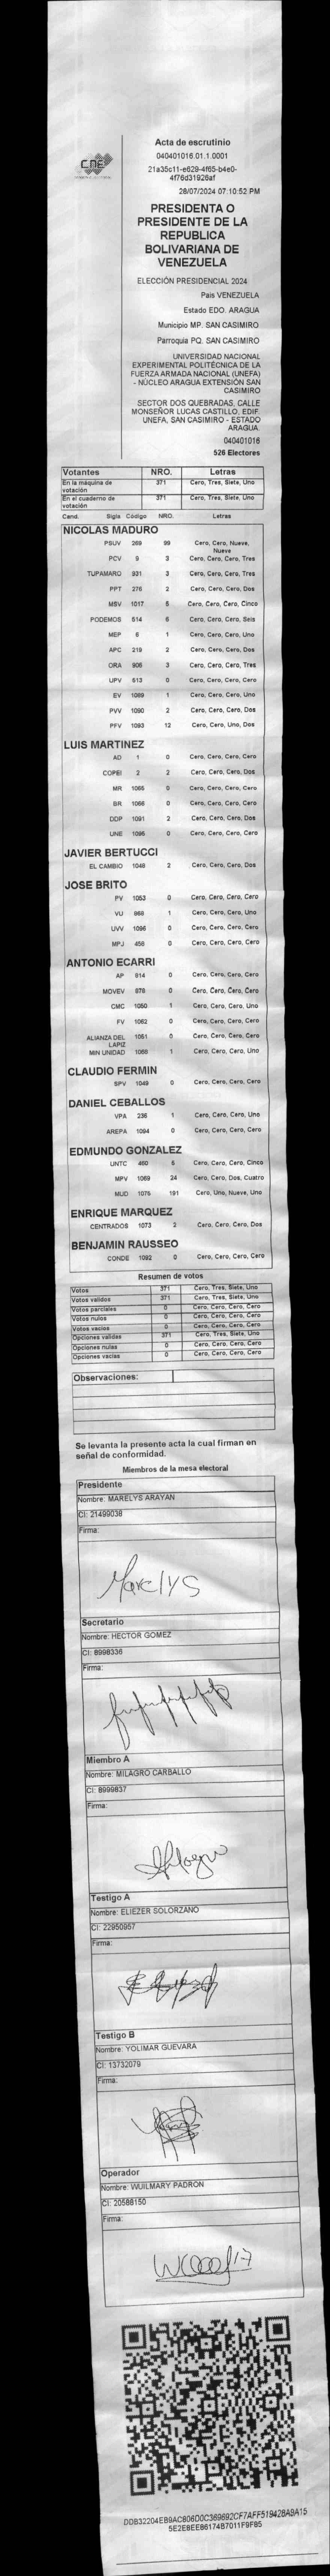 CNE
Acta de escrutinio
040401016.01.1.0001
21a35c11-e629-4f65-b4e0-
4f76d31926af
28/07/2024 07:10:52 PM
PRESIDENTA O
PRESIDENTE DE LA
REPUBLICA
BOLIVARIANA DE
VENEZUELA
ELECCIÓN PRESIDENCIAL 2024
Pais VENEZUELA
Estado EDO. ARAGUA
Municipio MP. SAN CASIMIRO
Parroquia PQ. SAN CASIMIRO
UNIVERSIDAD NACIONAL
EXPERIMENTAL POLITÉCNICA DE LA
FUERZA ARMADA NACIONAL (UNEFA)
- NÚCLEO ARAGUA EXTENSIÓN SAN
CASIMIRO
SECTOR DOS QUEBRADAS, CALLE
MONSEÑOR LUCAS CASTILLO, EDIF.
UNEFA, SAN CASIMIRO - ESTADO
ARAGUA.
040401016
526 Electores
Votantes NRO. Letras
En la máquina de votación 371 Cero, Tres, Siete, Uno
En el cuaderno de votación 371 Cero, Tres, Siete, Uno
Cand. Sigla Codigo NRO. Letras
NICOLAS MADURO
PSUV 269 99 Cero, Cero, Nueve, Nueve
PCV 9 3 Cero, Cero, Cero, Tres
TUPAMARO 931 3 Cero, Cero, Cero, Tres
PPT 276 2 Cero, Cero, Cero, Dos
MSV 1017 5 Cero, Cero, Cero, Cinco
PODEMOS 514 6 Cero, Cero, Cero, Seis
MEP 6 1 Cero, Cero, Cero, Uno
APC 219 2 Cero, Cero, Cero, Dos
ORA 906 3 Cero, Cero, Cero, Tres
UPV 513 0 Cero, Cero, Cero, Cero
EV 1089 1 Cero, Cero, Cero, Uno
PVV 1090 2 Cero, Cero, Cero, Dos
PFV 1093 12 Cero, Cero, Uno, Dos
LUIS MARTINEZ
AD 1 0 Cero, Cero, Cero, Cero
COPEI 2 2 Cero, Cero, Cero, Dos
MR 1065 0 Cero, Cero, Cero, Cero
BR 1066 0 Cero, Cero, Cero, Cero
DDP 1091 2 Cero, Cero, Cero, Dos
UNE 1095 0 Cero, Cero, Cero, Cero
JAVIER BERTUCCI
EL CAMBIO 1048 2 Cero, Cero, Cero, Dos
JOSE BRITO
PV 1053 0 Cero, Cero, Cero, Cero
VU 868 1 Cero, Cero, Cero, Uno
UVV 1096 0 Cero, Cero, Cero, Cero
MPJ 458 0 Cero, Cero, Cero, Cero
ANTONIO ECARRI
AP 814 0 Cero, Cero, Cero, Cero
MOVEV 878 0 Cero, Cero, Cero, Cero
CMC 1050 1 Cero, Cero, Cero, Uno
FV 1062 0 Cero, Cero, Cero, Cero
ALIANZA DEL LAPIZ 1051 0 Cero, Cero, Cero, Cero
MIN UNIDAD 1068 1 Cero, Cero, Cero, Uno
CLAUDIO FERMIN
SPV 1049 0 Cero, Cero, Cero, Cero
DANIEL CEBALLOS
VPA 236 1 Cero, Cero, Cero, Uno
AREPA 1094 0 Cero, Cero, Cero, Cero
EDMUNDO GONZALEZ
UNTC 460 5 Cero, Cero, Cero, Cinco
MPV 1069 24 Cero, Cero, Dos, Cuatro
MUD 1075 191 Cero, Uno, Nueve, Uno
ENRIQUE MARQUEZ
CENTRADOS 1073 2 Cero, Cero, Cero, Dos
BENJAMIN RAUSSEO
CONDE 1092 0 Cero, Cero, Cero, Cero
Resumen de votos
Votos 371 Cero, Tres, Siete, Uno
Votos validos 371 Cero, Tres, Siete, Uno
Votos parciales 0 Cero, Cero, Cero, Cero
Votos nulos 0 Cero, Cero, Cero, Cero
Votos vacios 0 Cero, Cero, Cero, Cero
Opciones validas 371 Cero, Tres, Siete, Uno
Opciones nulas 0 Cero, Cero, Cero, Cero
Opciones vacias 0 Cero, Cero, Cero, Cero
Observaciones:
Se levanta la presente acta la cual firman en
señal de conformidad.
Miembros de la mesa electoral
Presidente
Nombre: MARELYS ARAYAN
CI: 21499038
Firma:
Marelys
Secretario
Nombre: HECTOR GOMEZ
CI: 8998336
Firma:
Miembro A
Nombre: MILAGRO CARBALLO
CI: 8999837
Firma:
Milagro
Testigo A
Nombre: ELIEZER SOLORZANO
CI: 22950957
Firma:
Testigo B
Nombre: YOLIMAR GUEVARA
CI: 13732079
Firma:
Operador
Nombre: WUILMARY PADRON
CI: 20588150
Firma:
DDB32204EB9AC806D0C369692CF7AFF519428A9A15
5E2E8EE86174B7011F9FB5